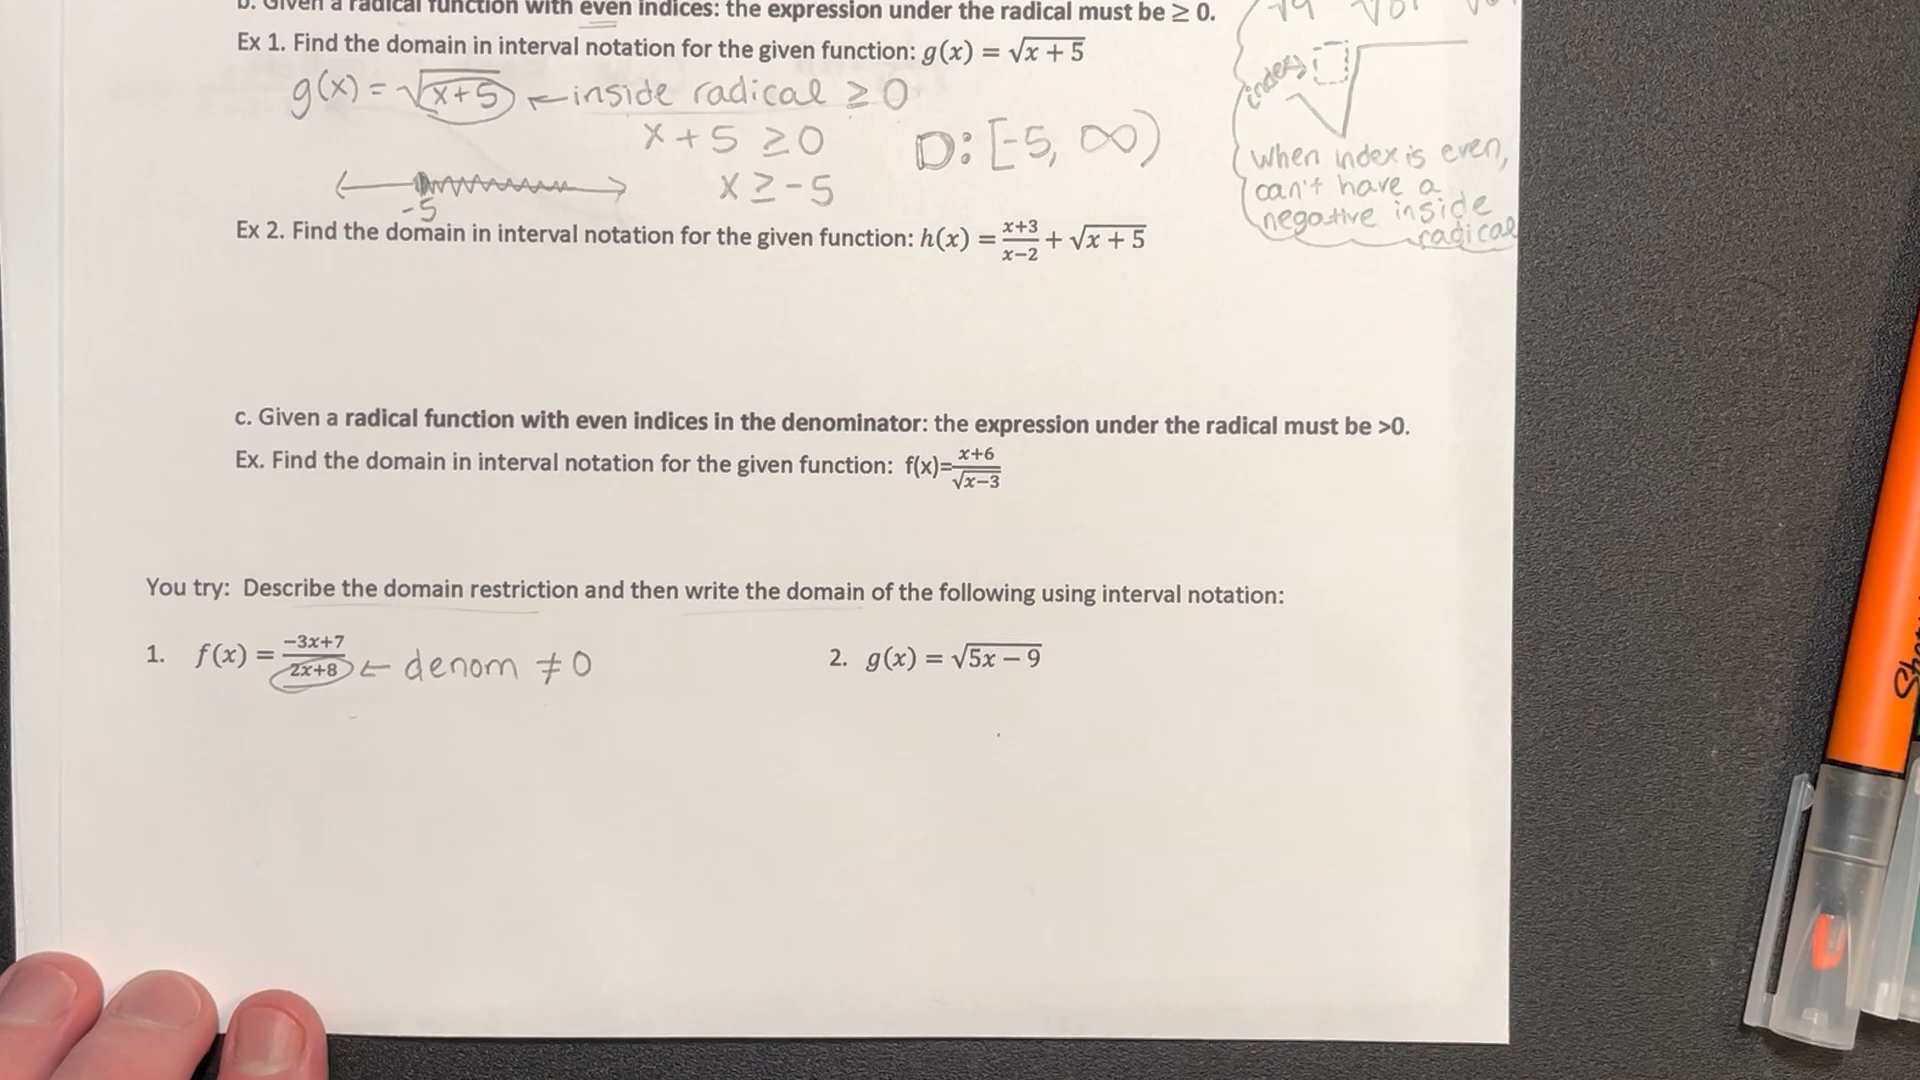 b. Given a radical function with even indices: the expression under the radical must be ≥ 0.
Ex 1. Find the domain in interval notation for the given function: g(x) = √x + 5
g(x) = √x+5 ← inside radical ≥ 0
x + 5 ≥ 0
D: [-5, ∞)
x ≥ -5
-5
index
When index is even,
can't have a
negative inside
radical
Ex 2. Find the domain in interval notation for the given function: h(x) = x+3/x−2 + √x + 5
c. Given a radical function with even indices in the denominator: the expression under the radical must be >0.
Ex. Find the domain in interval notation for the given function: f(x)= x+6/√x−3
You try: Describe the domain restriction and then write the domain of the following using interval notation:
1. f(x) = −3x+7/2x+8 ← denom ≠ 0
2. g(x) = √5x − 9